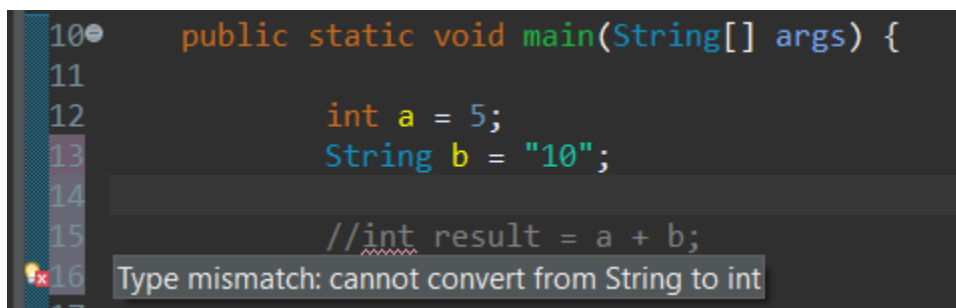 10 public static void main(String[] args) {
11
12 int a = 5;
13 String b = "10";
14
15 //int result = a + b;
16 Type mismatch: cannot convert from String to int
17